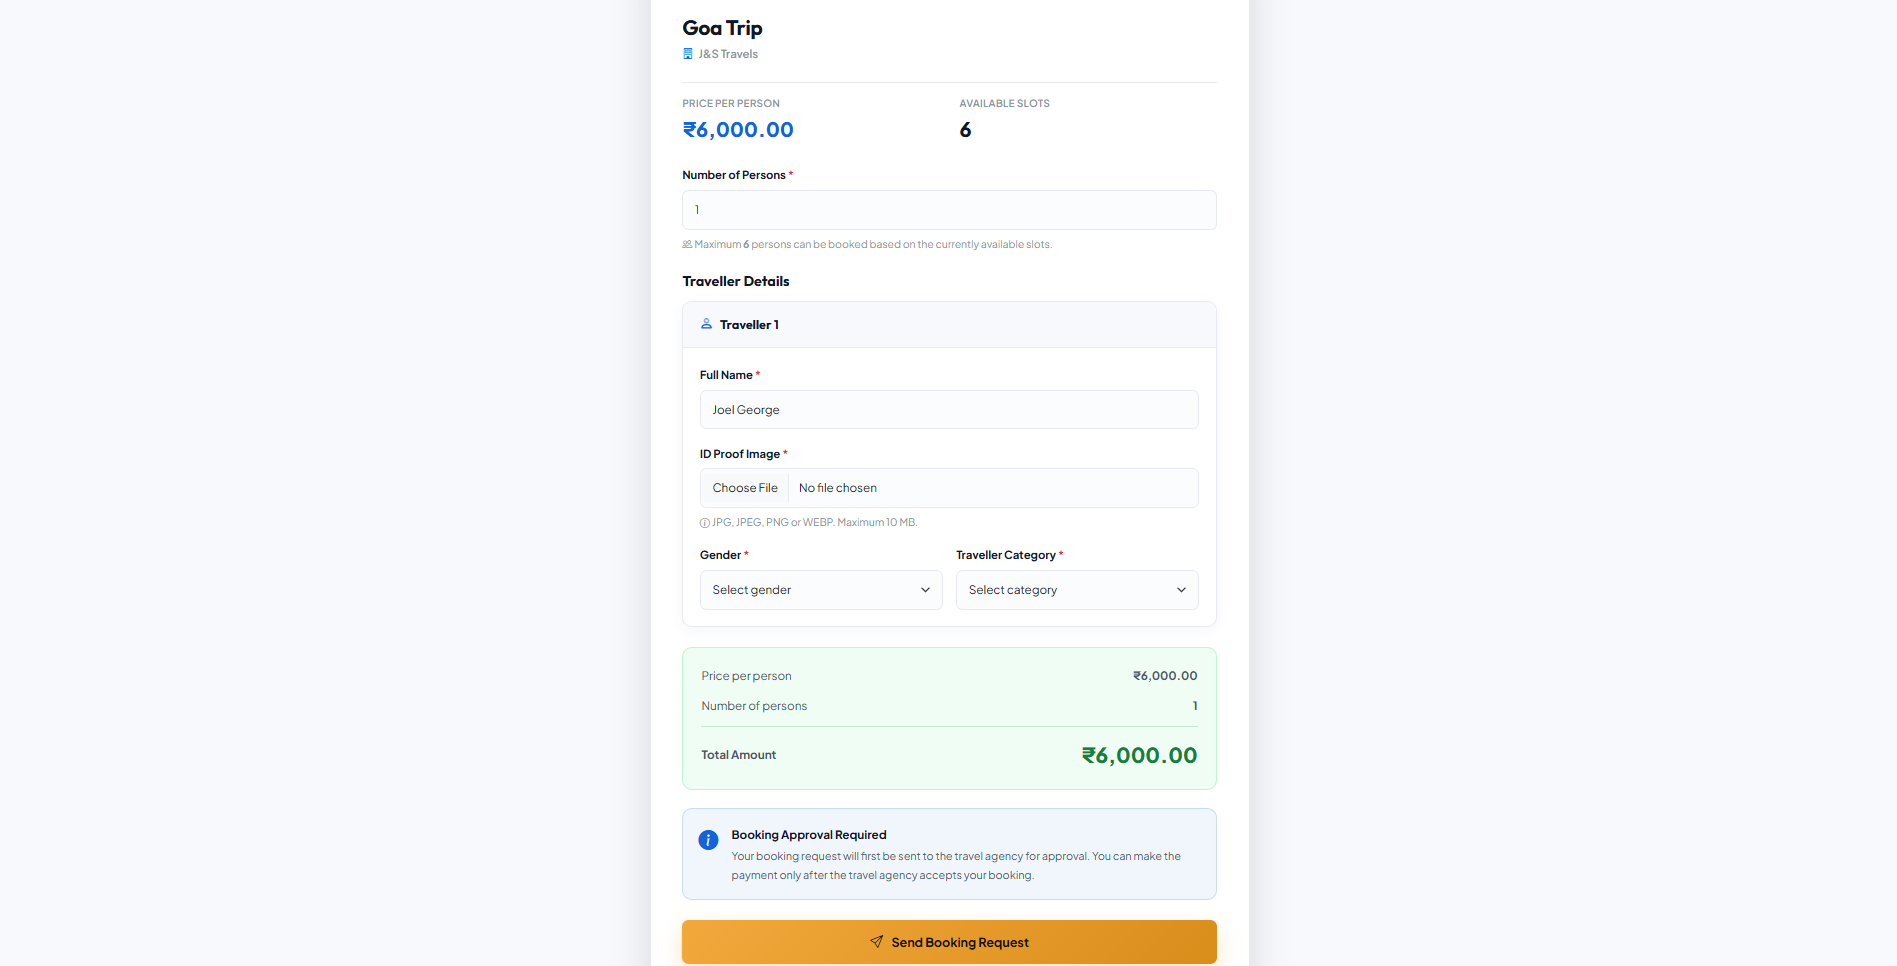 Goa Trip
J&S Travels
PRICE PER PERSON
AVAILABLE SLOTS
₹6,000.00
6
Number of Persons *
1
Maximum 6 persons can be booked based on the currently available slots.
Traveller Details
Traveller 1
Full Name *
Joel George
ID Proof Image *
Choose File No file chosen
JPG, JPEG, PNG or WEBP. Maximum 10 MB.
Gender *
Traveller Category *
Select gender
Select category
Price per person ₹6,000.00
Number of persons 1
Total Amount ₹6,000.00
Booking Approval Required
Your booking request will first be sent to the travel agency for approval. You can make the
payment only after the travel agency accepts your booking.
Send Booking Request